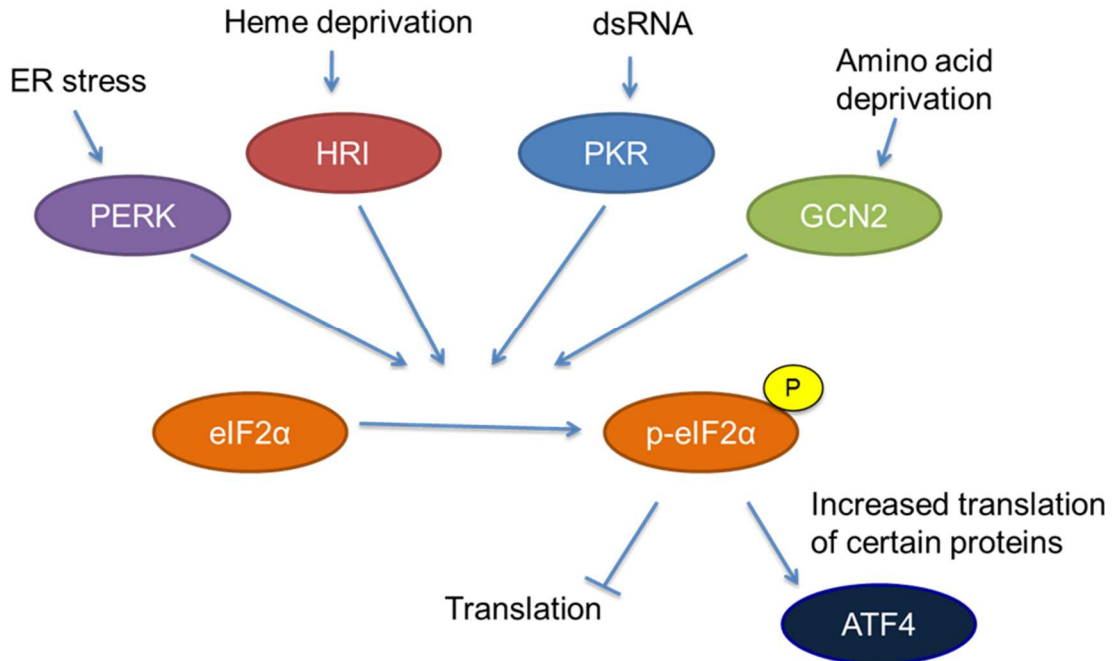 Heme deprivation
dsRNA
ER stress
Amino acid
deprivation
HRI
PKR
PERK
GCN2
P
eIF2α
p-eIF2α
Increased translation
of certain proteins
Translation
ATF4